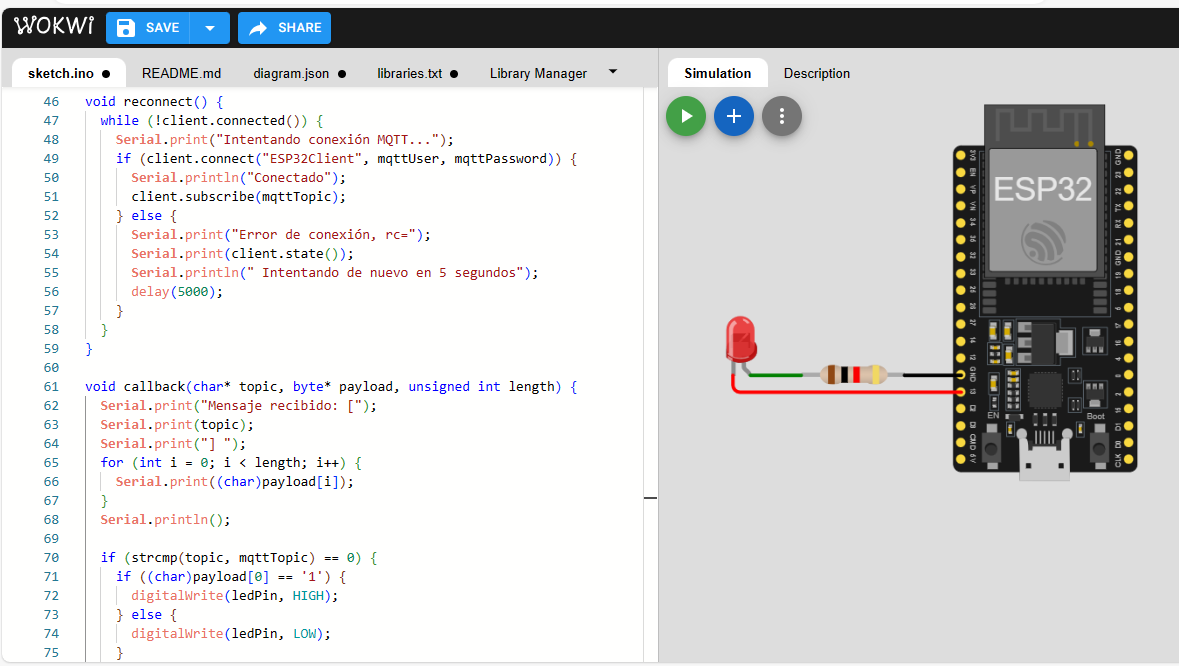 WOKWI SAVE SHARE
sketch.ino README.md diagram.json libraries.txt Library Manager
46 void reconnect() {
47 while (!client.connected()) {
48 Serial.print("Intentando conexión MQTT...");
49 if (client.connect("ESP32Client", mqttUser, mqttPassword)) {
50 Serial.println("Conectado");
51 client.subscribe(mqttTopic);
52 } else {
53 Serial.print("Error de conexión, rc=");
54 Serial.print(client.state());
55 Serial.println(" Intentando de nuevo en 5 segundos");
56 delay(5000);
57 }
58 }
59 }
60
61 void callback(char* topic, byte* payload, unsigned int length) {
62 Serial.print("Mensaje recibido: [");
63 Serial.print(topic);
64 Serial.print("] ");
65 for (int i = 0; i < length; i++) {
66 Serial.print((char)payload[i]);
67 }
68 Serial.println();
69
70 if (strcmp(topic, mqttTopic) == 0) {
71 if ((char)payload[0] == '1') {
72 digitalWrite(ledPin, HIGH);
73 } else {
74 digitalWrite(ledPin, LOW);
75 }
Simulation Description
ESP32
EN
Boot